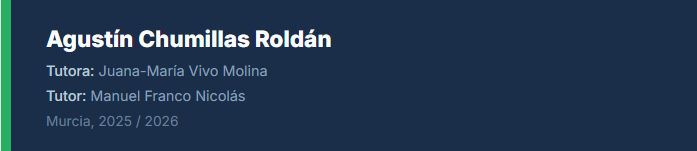 Agustín Chumillas Roldán
Tutora: Juana-María Vivo Molina
Tutor: Manuel Franco Nicolás
Murcia, 2025 / 2026